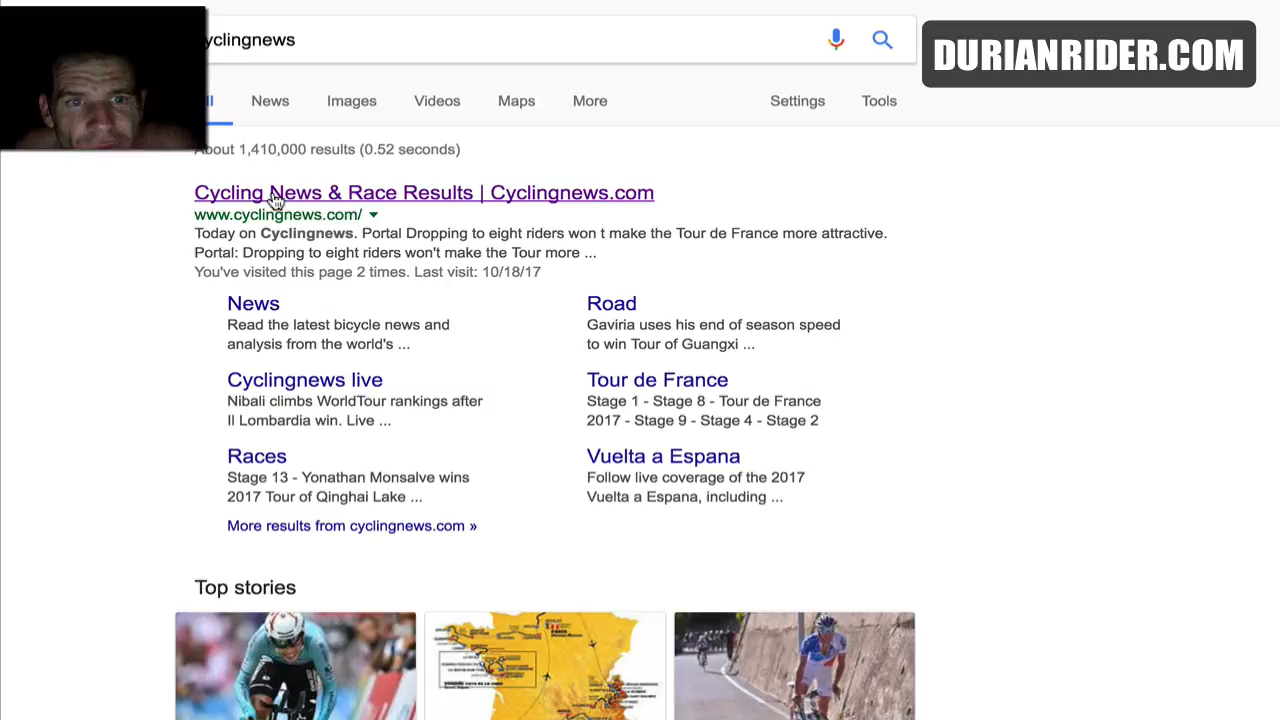 yclingnews
DURIANRIDER.COM
ll
News
Images
Videos
Maps
More
Settings
Tools
About 1,410,000 results (0.52 seconds)
Cycling News & Race Results | Cyclingnews.com
www.cyclingnews.com/
Today on Cyclingnews. Portal Dropping to eight riders won t make the Tour de France more attractive.
Portal: Dropping to eight riders won't make the Tour more ...
You've visited this page 2 times. Last visit: 10/18/17
News
Read the latest bicycle news and
analysis from the world's ...
Road
Gaviria uses his end of season speed
to win Tour of Guangxi ...
Cyclingnews live
Nibali climbs WorldTour rankings after
Il Lombardia win. Live ...
Tour de France
Stage 1 - Stage 8 - Tour de France
2017 - Stage 9 - Stage 4 - Stage 2
Races
Stage 13 - Yonathan Monsalve wins
2017 Tour of Qinghai Lake ...
Vuelta a Espana
Follow live coverage of the 2017
Vuelta a Espana, including ...
More results from cyclingnews.com »
Top stories